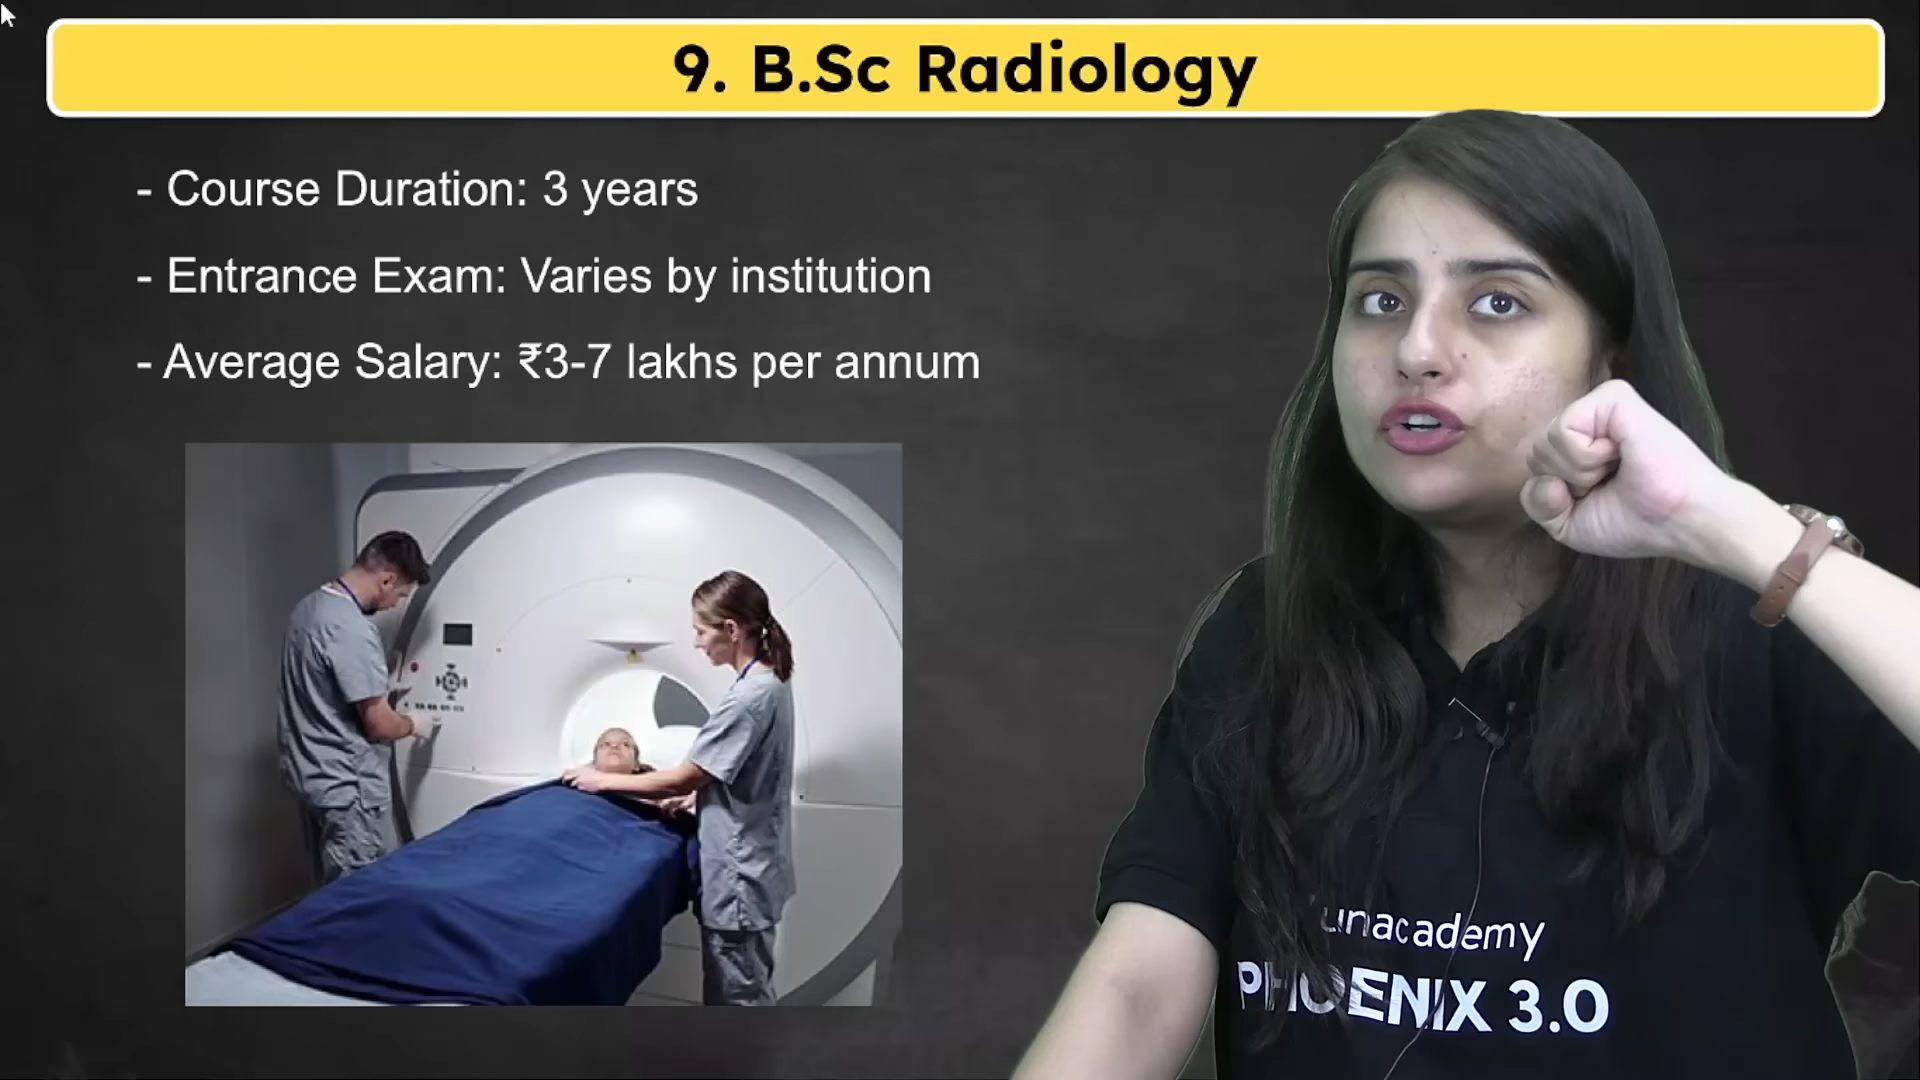 9. B.Sc Radiology
- Course Duration: 3 years
- Entrance Exam: Varies by institution
- Average Salary: ₹3-7 lakhs per annum
unacademy
PHOENIX 3.0